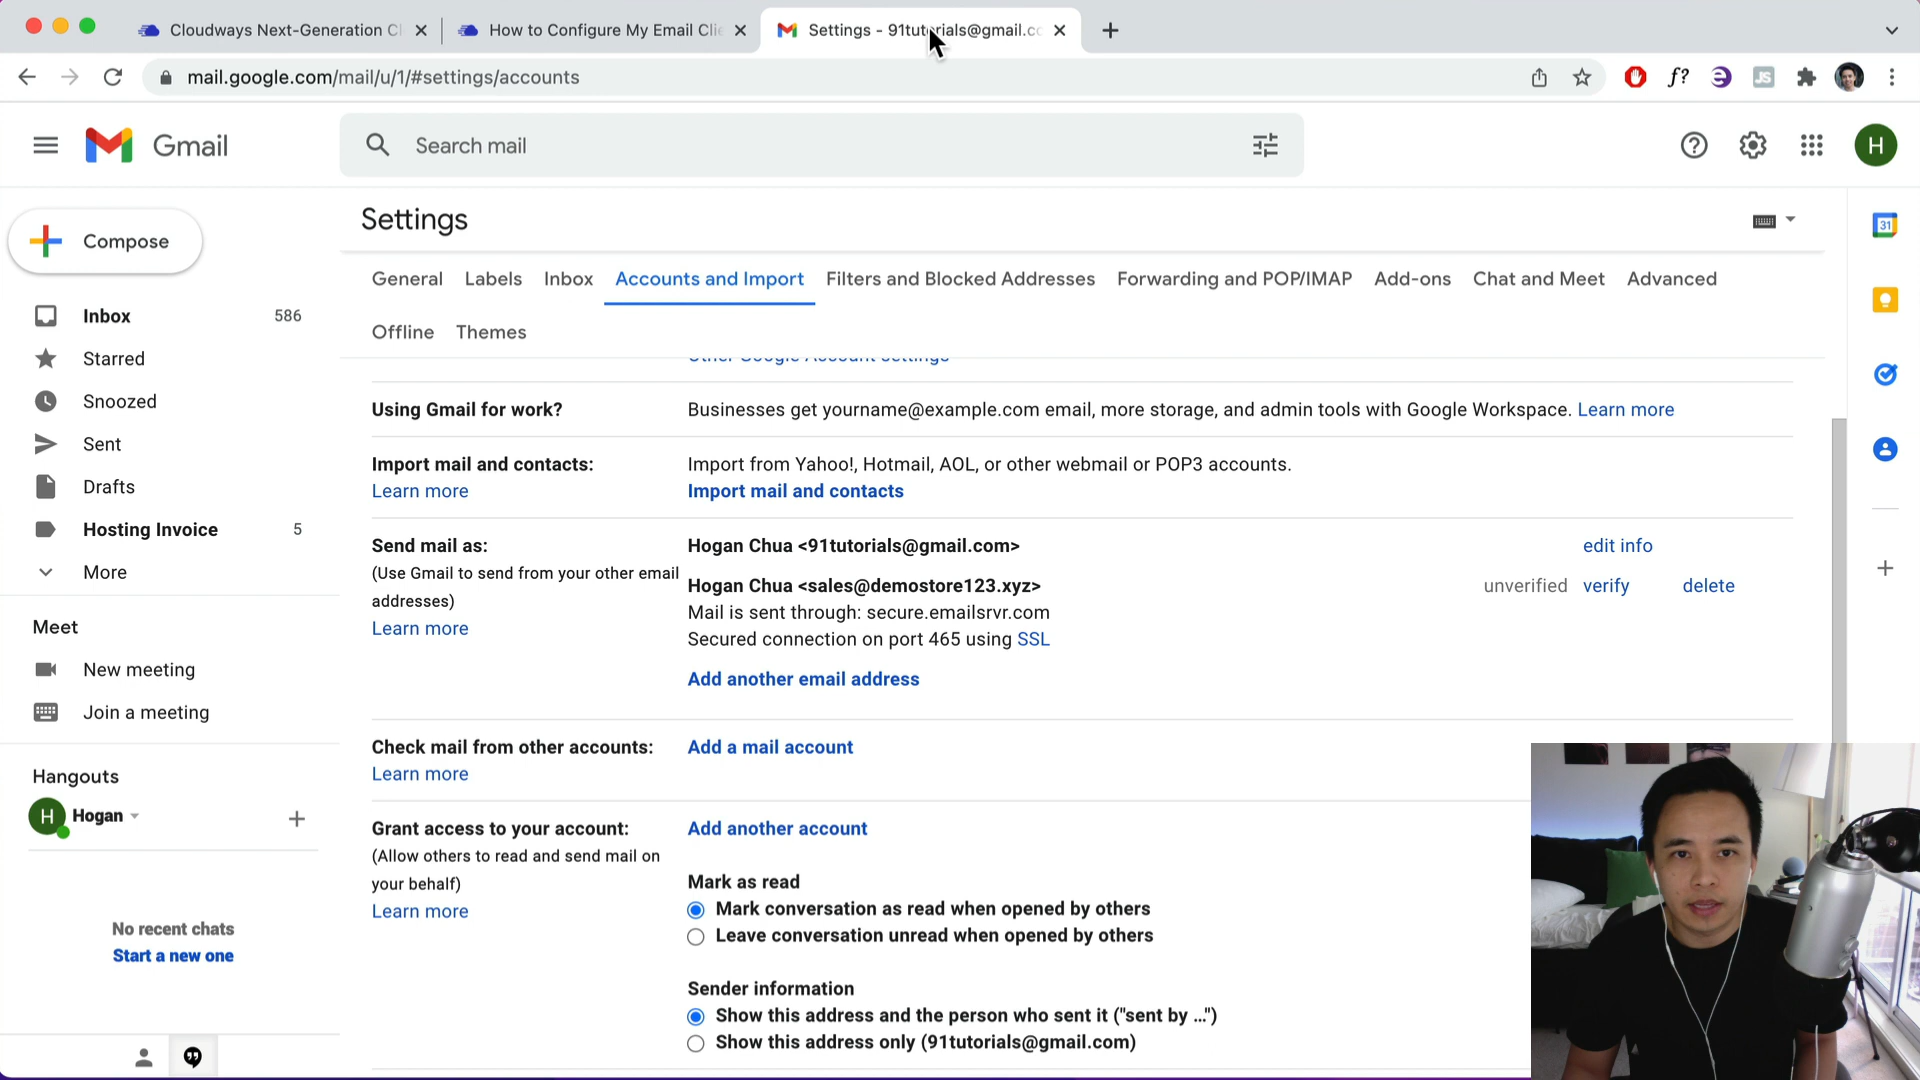 Cloudways Next-Generation Cl
How to Configure My Email Clie
Settings - 91tutorials@gmail.co
mail.google.com/mail/u/1/#settings/accounts
f?
JS
Gmail
Search mail
H
Compose
Settings
31
General Labels Inbox Accounts and Import Filters and Blocked Addresses Forwarding and POP/IMAP Add-ons Chat and Meet Advanced
Offline Themes
Inbox 586
Starred
Snoozed
Sent
Drafts
Hosting Invoice 5
More
Other Google Account settings
Using Gmail for work? Businesses get yourname@example.com email, more storage, and admin tools with Google Workspace. Learn more
Import mail and contacts: Import from Yahoo!, Hotmail, AOL, or other webmail or POP3 accounts.
Learn more Import mail and contacts
Send mail as: Hogan Chua <91tutorials@gmail.com> edit info
(Use Gmail to send from your other email
addresses)
Learn more
Hogan Chua <sales@demostore123.xyz> unverified verify delete
Mail is sent through: secure.emailsrvr.com
Secured connection on port 465 using SSL
Add another email address
Meet
New meeting
Join a meeting
Check mail from other accounts: Add a mail account
Learn more
Hangouts
H Hogan
Grant access to your account: Add another account
(Allow others to read and send mail on
your behalf)
Learn more
Mark as read
Mark conversation as read when opened by others
Leave conversation unread when opened by others
No recent chats
Start a new one
Sender information
Show this address and the person who sent it ("sent by ...")
Show this address only (91tutorials@gmail.com)